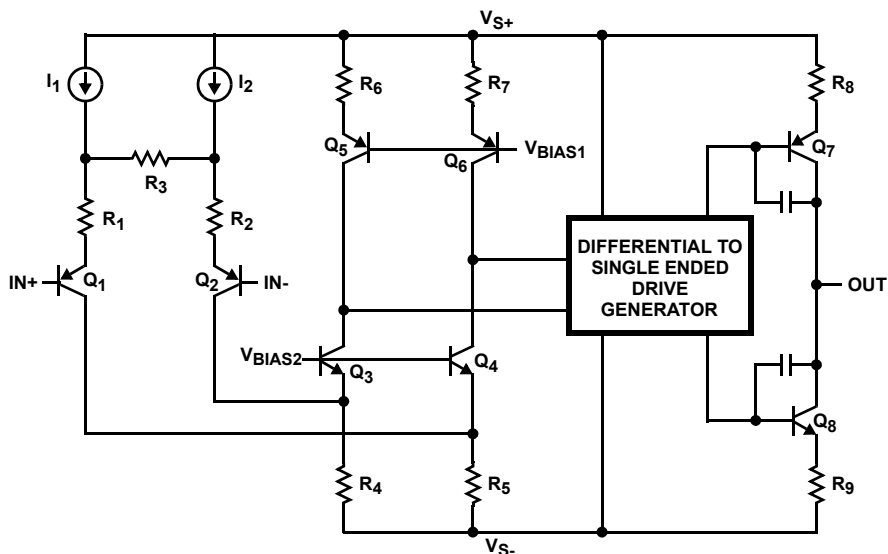 VS+
I1
I2
R6
R7
R8
Q5
Q6
VBIAS1
Q7
R3
R1
R2
IN+
Q1
Q2
IN-
DIFFERENTIAL TO
SINGLE ENDED
DRIVE
GENERATOR
OUT
VBIAS2
Q3
Q4
Q8
R4
R5
R9
VS-